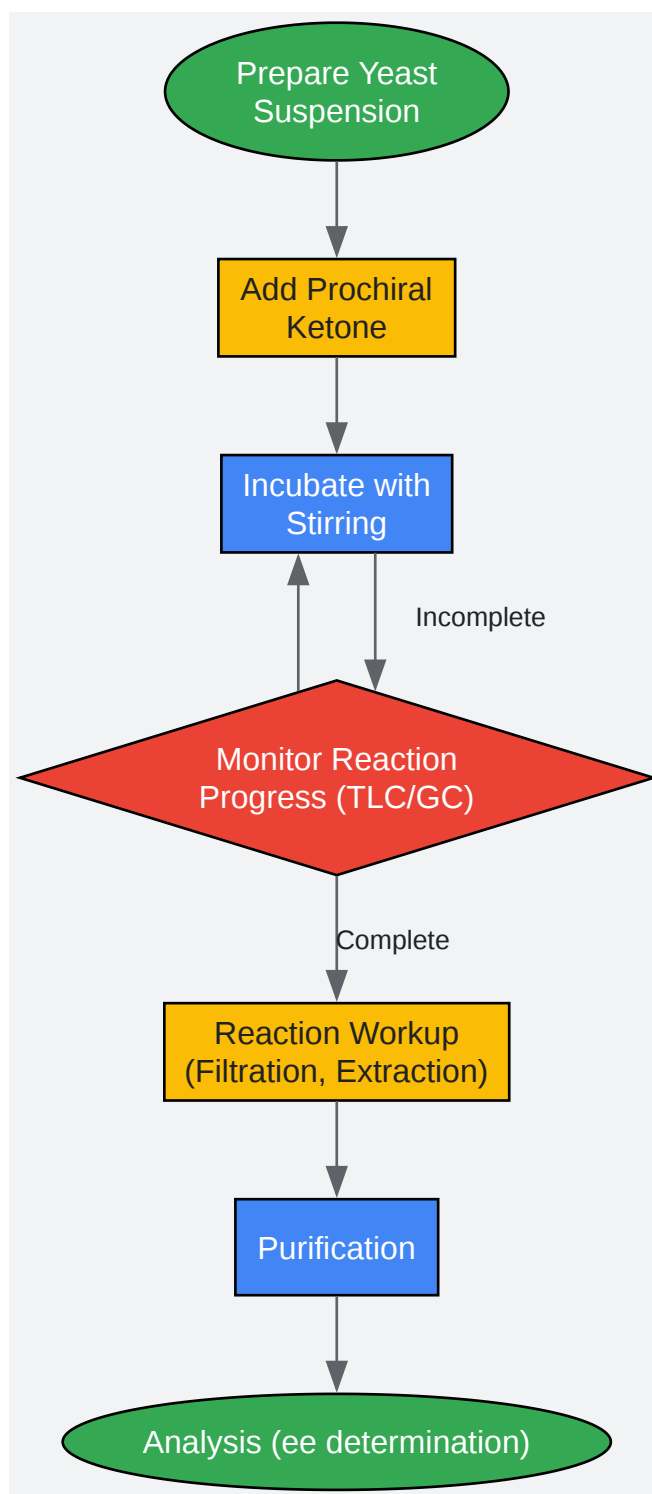 Prepare Yeast
Suspension
Add Prochiral
Ketone
Incubate with
Stirring
Incomplete
Monitor Reaction
Progress (TLC/GC)
Complete
Reaction Workup
(Filtration, Extraction)
Purification
Analysis (ee determination)